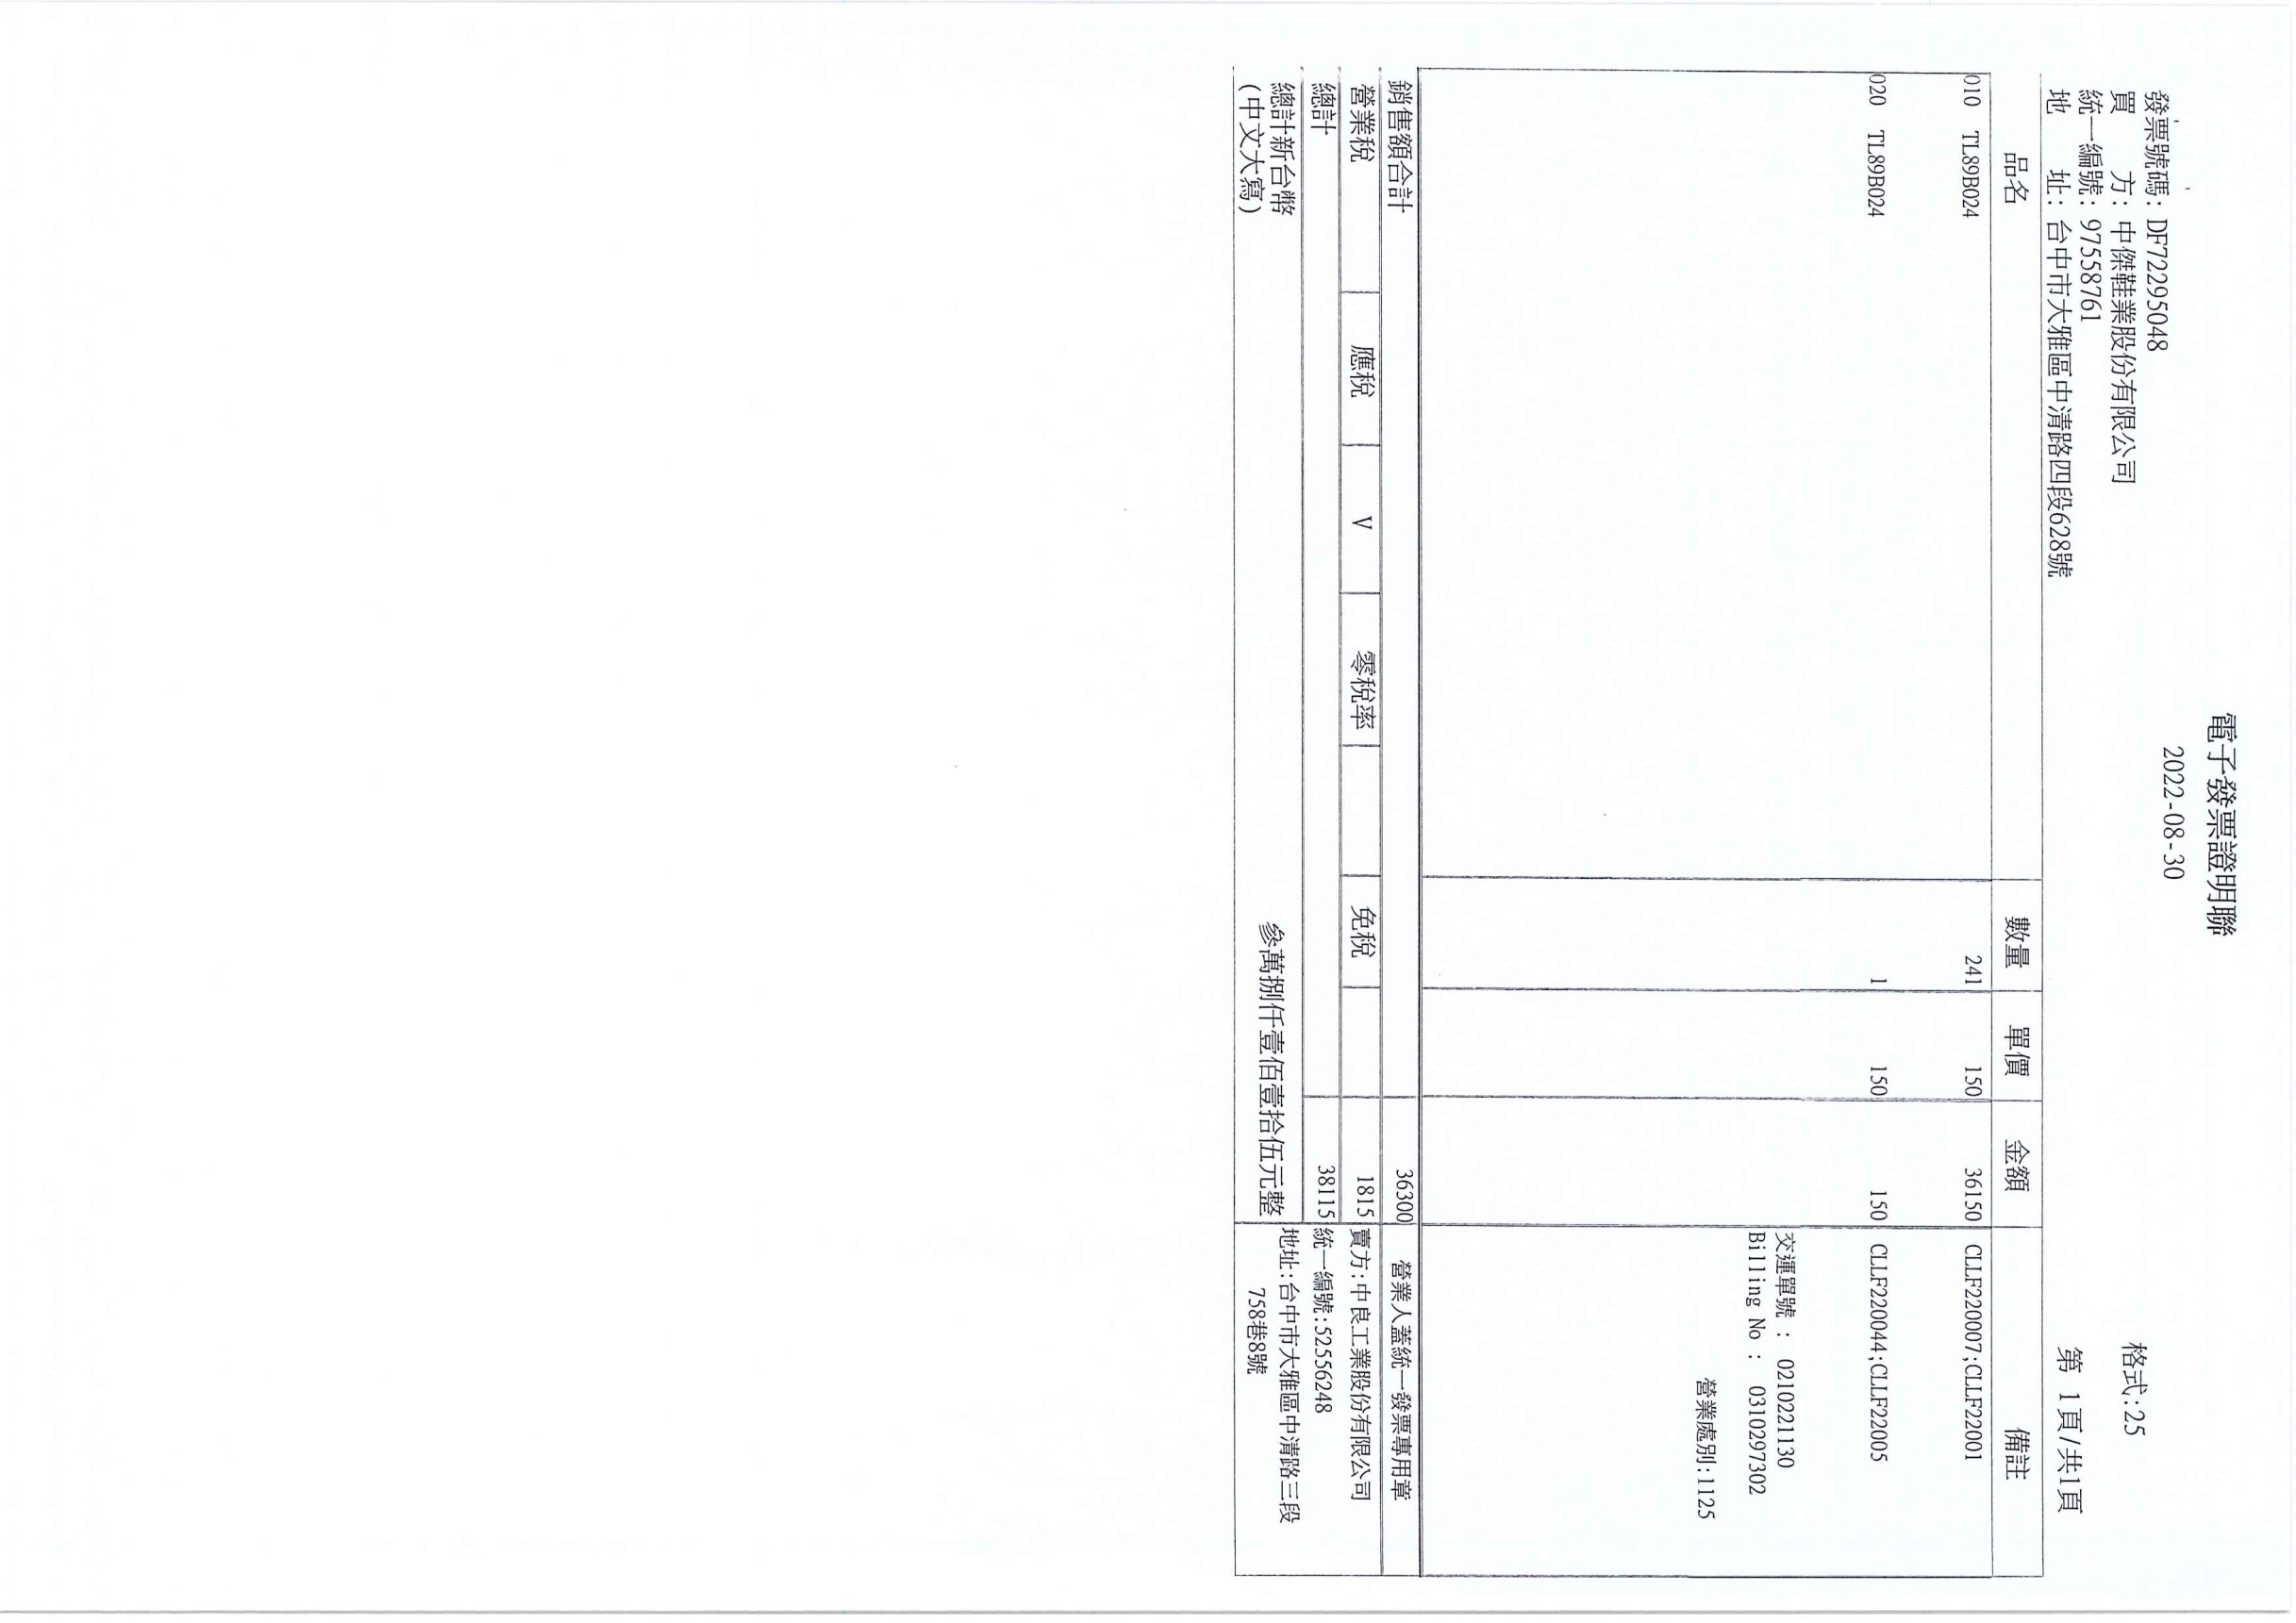 電子發票證明聯
2022-08-30
發票號碼: DF72295048
買　　方: 中傑鞋業股份有限公司
格式:25
統一編號: 97558761
地　　址: 台中市大雅區中清路四段628號
第 1頁/共1頁
品名 數量 單價 金額 備註
010 TL89B024 241 150 36150 CLLF220007;CLLF22001
020 TL89B024 1 150 150 CLLF220044;CLLF22005
交運單號 : 0210221130
Billing No : 0310297302
營業處別:1125
銷售額合計 36300 營業人蓋統一發票專用章
營業稅 應稅 V 零稅率 免稅 1815 賣方:中良工業股份有限公司
總計 38115 統一編號:52556248
總計新台幣 地址:台中市大雅區中清路三段
(中文大寫) 參萬捌仟壹佰壹拾伍元整 758巷8號